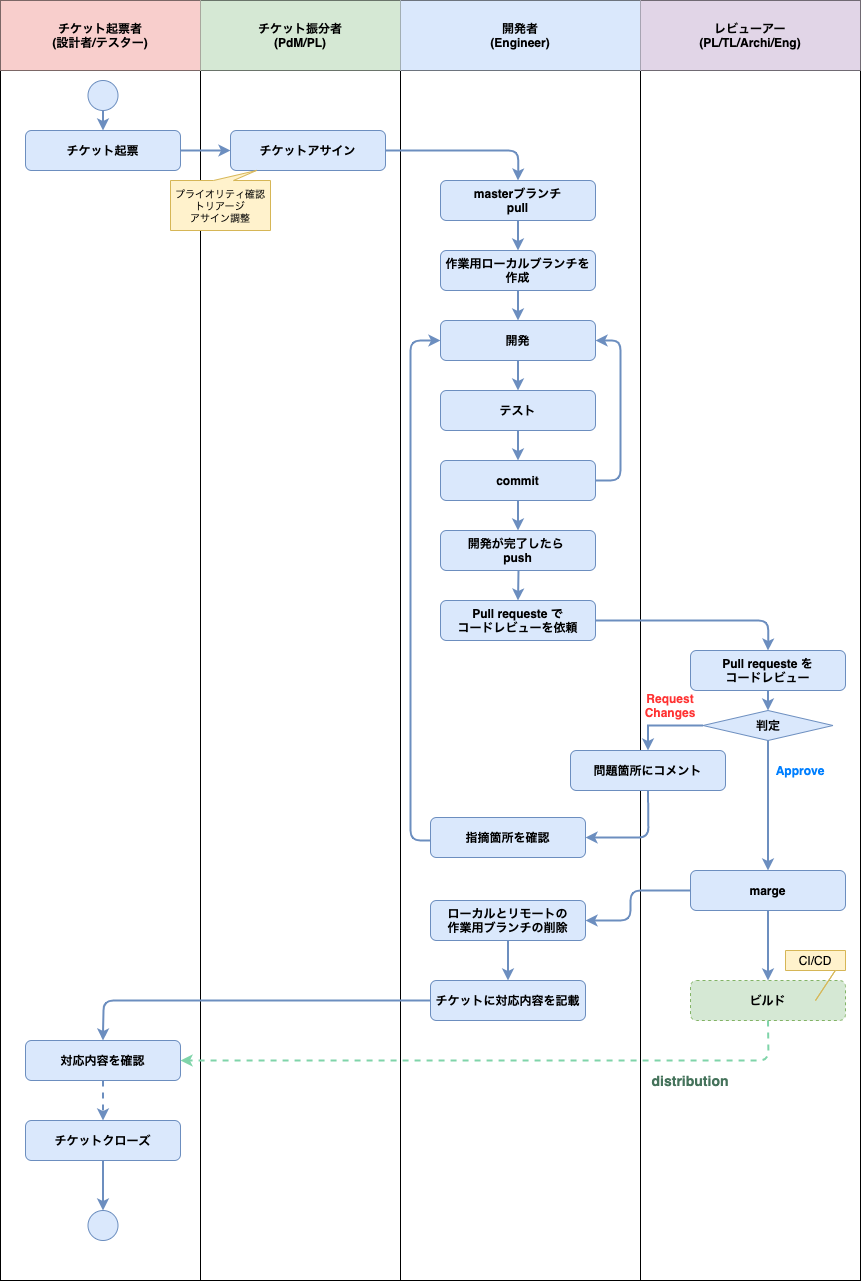 チケット起票者
(設計者/テスター)
チケット振分者
(PdM/PL)
開発者
(Engineer)
レビューアー
(PL/TL/Archi/Eng)
チケット起票
チケットアサイン
プライオリティ確認
トリアージ
アサイン調整
masterブランチ
pull
作業用ローカルブランチを
作成
開発
テスト
commit
開発が完了したら
push
Pull requeste で
コードレビューを依頼
Pull requeste を
コードレビュー
Request
Changes
判定
問題箇所にコメント
Approve
指摘箇所を確認
marge
ローカルとリモートの
作業用ブランチの削除
CI/CD
チケットに対応内容を記載
ビルド
対応内容を確認
distribution
チケットクローズ